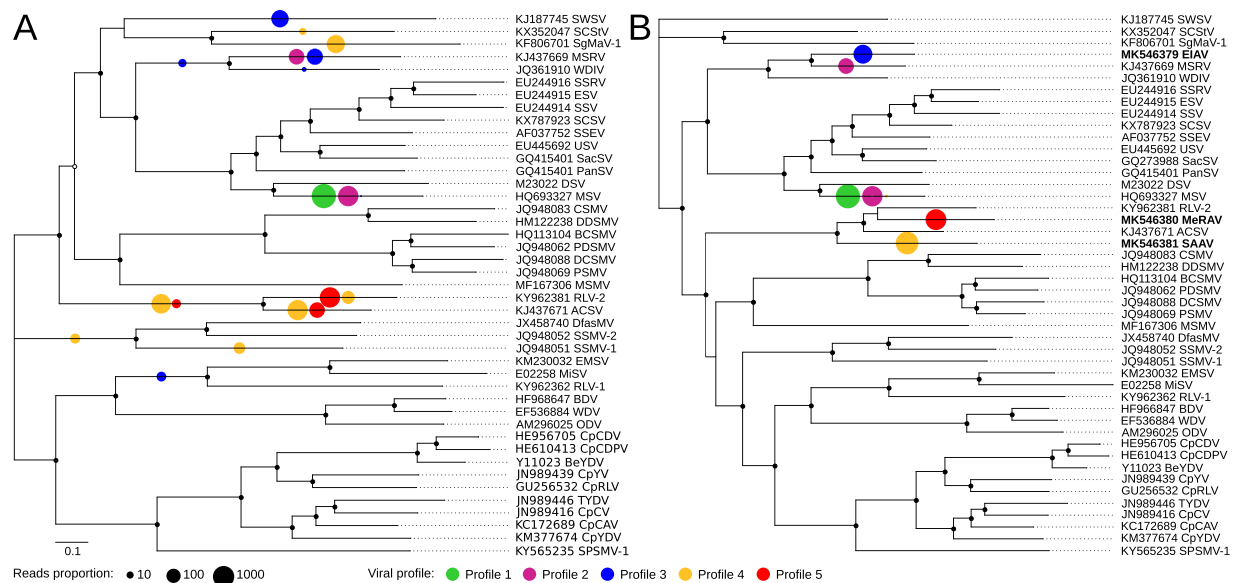 A
KJ187745 SWSV
KX352047 SCStV
KF806701 SgMaV-1
KJ437669 MSRV
JQ361910 WDIV
EU244916 SSRV
EU244915 ESV
EU244914 SSV
KX787923 SCSV
AF037752 SSEV
EU445692 USV
GQ415401 SacSV
GQ415401 PanSV
M23022 DSV
HQ693327 MSV
JQ948083 CSMV
HM122238 DDSMV
HQ113104 BCSMV
JQ948062 PDSMV
JQ948088 DCSMV
JQ948069 PSMV
MF167306 MSMV
KY962381 RLV-2
KJ437671 ACSV
JX458740 DfasMV
JQ948052 SSMV-2
JQ948051 SSMV-1
KM230032 EMSV
E02258 MiSV
KY962362 RLV-1
HF968647 BDV
EF536884 WDV
AM296025 ODV
HE956705 CpCDV
HE610413 CpCDPV
Y11023 BeYDV
JN989439 CpYV
GU256532 CpRLV
JN989446 TYDV
JN989416 CpCV
KC172689 CpCAV
KM377674 CpYDV
KY565235 SPSMV-1
0.1
B
KJ187745 SWSV
KX352047 SCStV
KF806701 SgMaV-1
MK546379 EIAV
KJ437669 MSRV
JQ361910 WDIV
EU244916 SSRV
EU244915 ESV
EU244914 SSV
KX787923 SCSV
AF037752 SSEV
EU445692 USV
GQ273988 SacSV
GQ415401 PanSV
M23022 DSV
HQ693327 MSV
KY962381 RLV-2
MK546380 MeRAV
KJ437671 ACSV
MK546381 SAAV
JQ948083 CSMV
HM122238 DDSMV
HQ113104 BCSMV
JQ948062 PDSMV
JQ948088 DCSMV
JQ948069 PSMV
MF167306 MSMV
JX458740 DfasMV
JQ948052 SSMV-2
JQ948051 SSMV-1
KM230032 EMSV
E02258 MiSV
KY962362 RLV-1
HF966847 BDV
EF536884 WDV
AM296025 ODV
HE956705 CpCDV
HE610413 CpCDPV
Y11023 BeYDV
JN989439 CpYV
GU256532 CpRLV
JN989446 TYDV
JN989416 CpCV
KC172689 CpCAV
KM377674 CpYDV
KY565235 SPSMV-1
Reads proportion: 10 100 1000
Viral profile: Profile 1 Profile 2 Profile 3 Profile 4 Profile 5